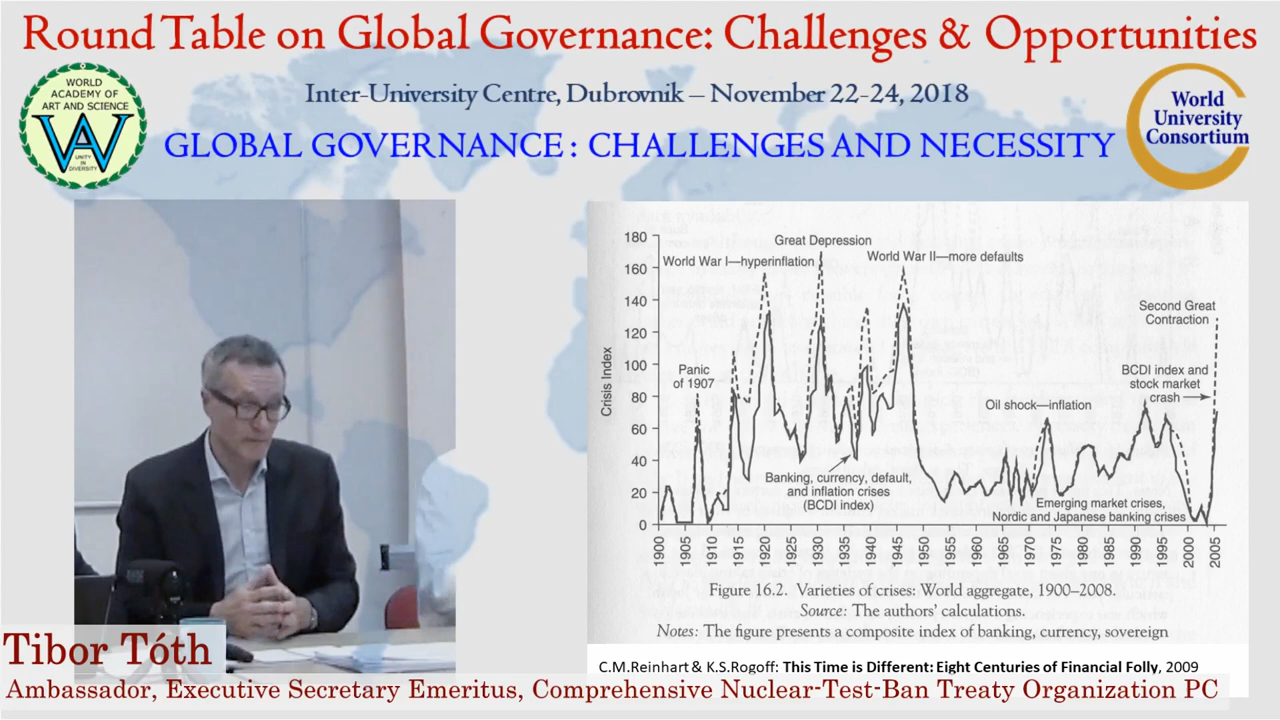 Round Table on Global Governance: Challenges & Opportunities
Inter-University Centre, Dubrovnik – November 22-24, 2018
GLOBAL GOVERNANCE : CHALLENGES AND NECESSITY
WORLD
ACADEMY OF
ART AND SCIENCE
WA
UNITY
IN
DIVERSITY
World
University
Consortium
Crisis Index
180
160
140
120
100
80
60
40
20
0
Great Depression
World War I—hyperinflation
World War II—more defaults
Second Great
Contraction
Panic
of 1907
BCDI index and
stock market
crash
Oil shock—inflation
Banking, currency, default,
and inflation crises
(BCDI index)
Emerging market crises,
Nordic and Japanese banking crises
1900
1905
1910
1915
1920
1925
1930
1935
1940
1945
1950
1955
1960
1965
1970
1975
1980
1985
1990
1995
2000
2005
Figure 16.2. Varieties of crises: World aggregate, 1900–2008.
Source: The authors' calculations.
Notes: The figure presents a composite index of banking, currency, sovereign
C.M.Reinhart & K.S.Rogoff: This Time is Different: Eight Centuries of Financial Folly, 2009
Tibor Tóth
Ambassador, Executive Secretary Emeritus, Comprehensive Nuclear-Test-Ban Treaty Organization PC